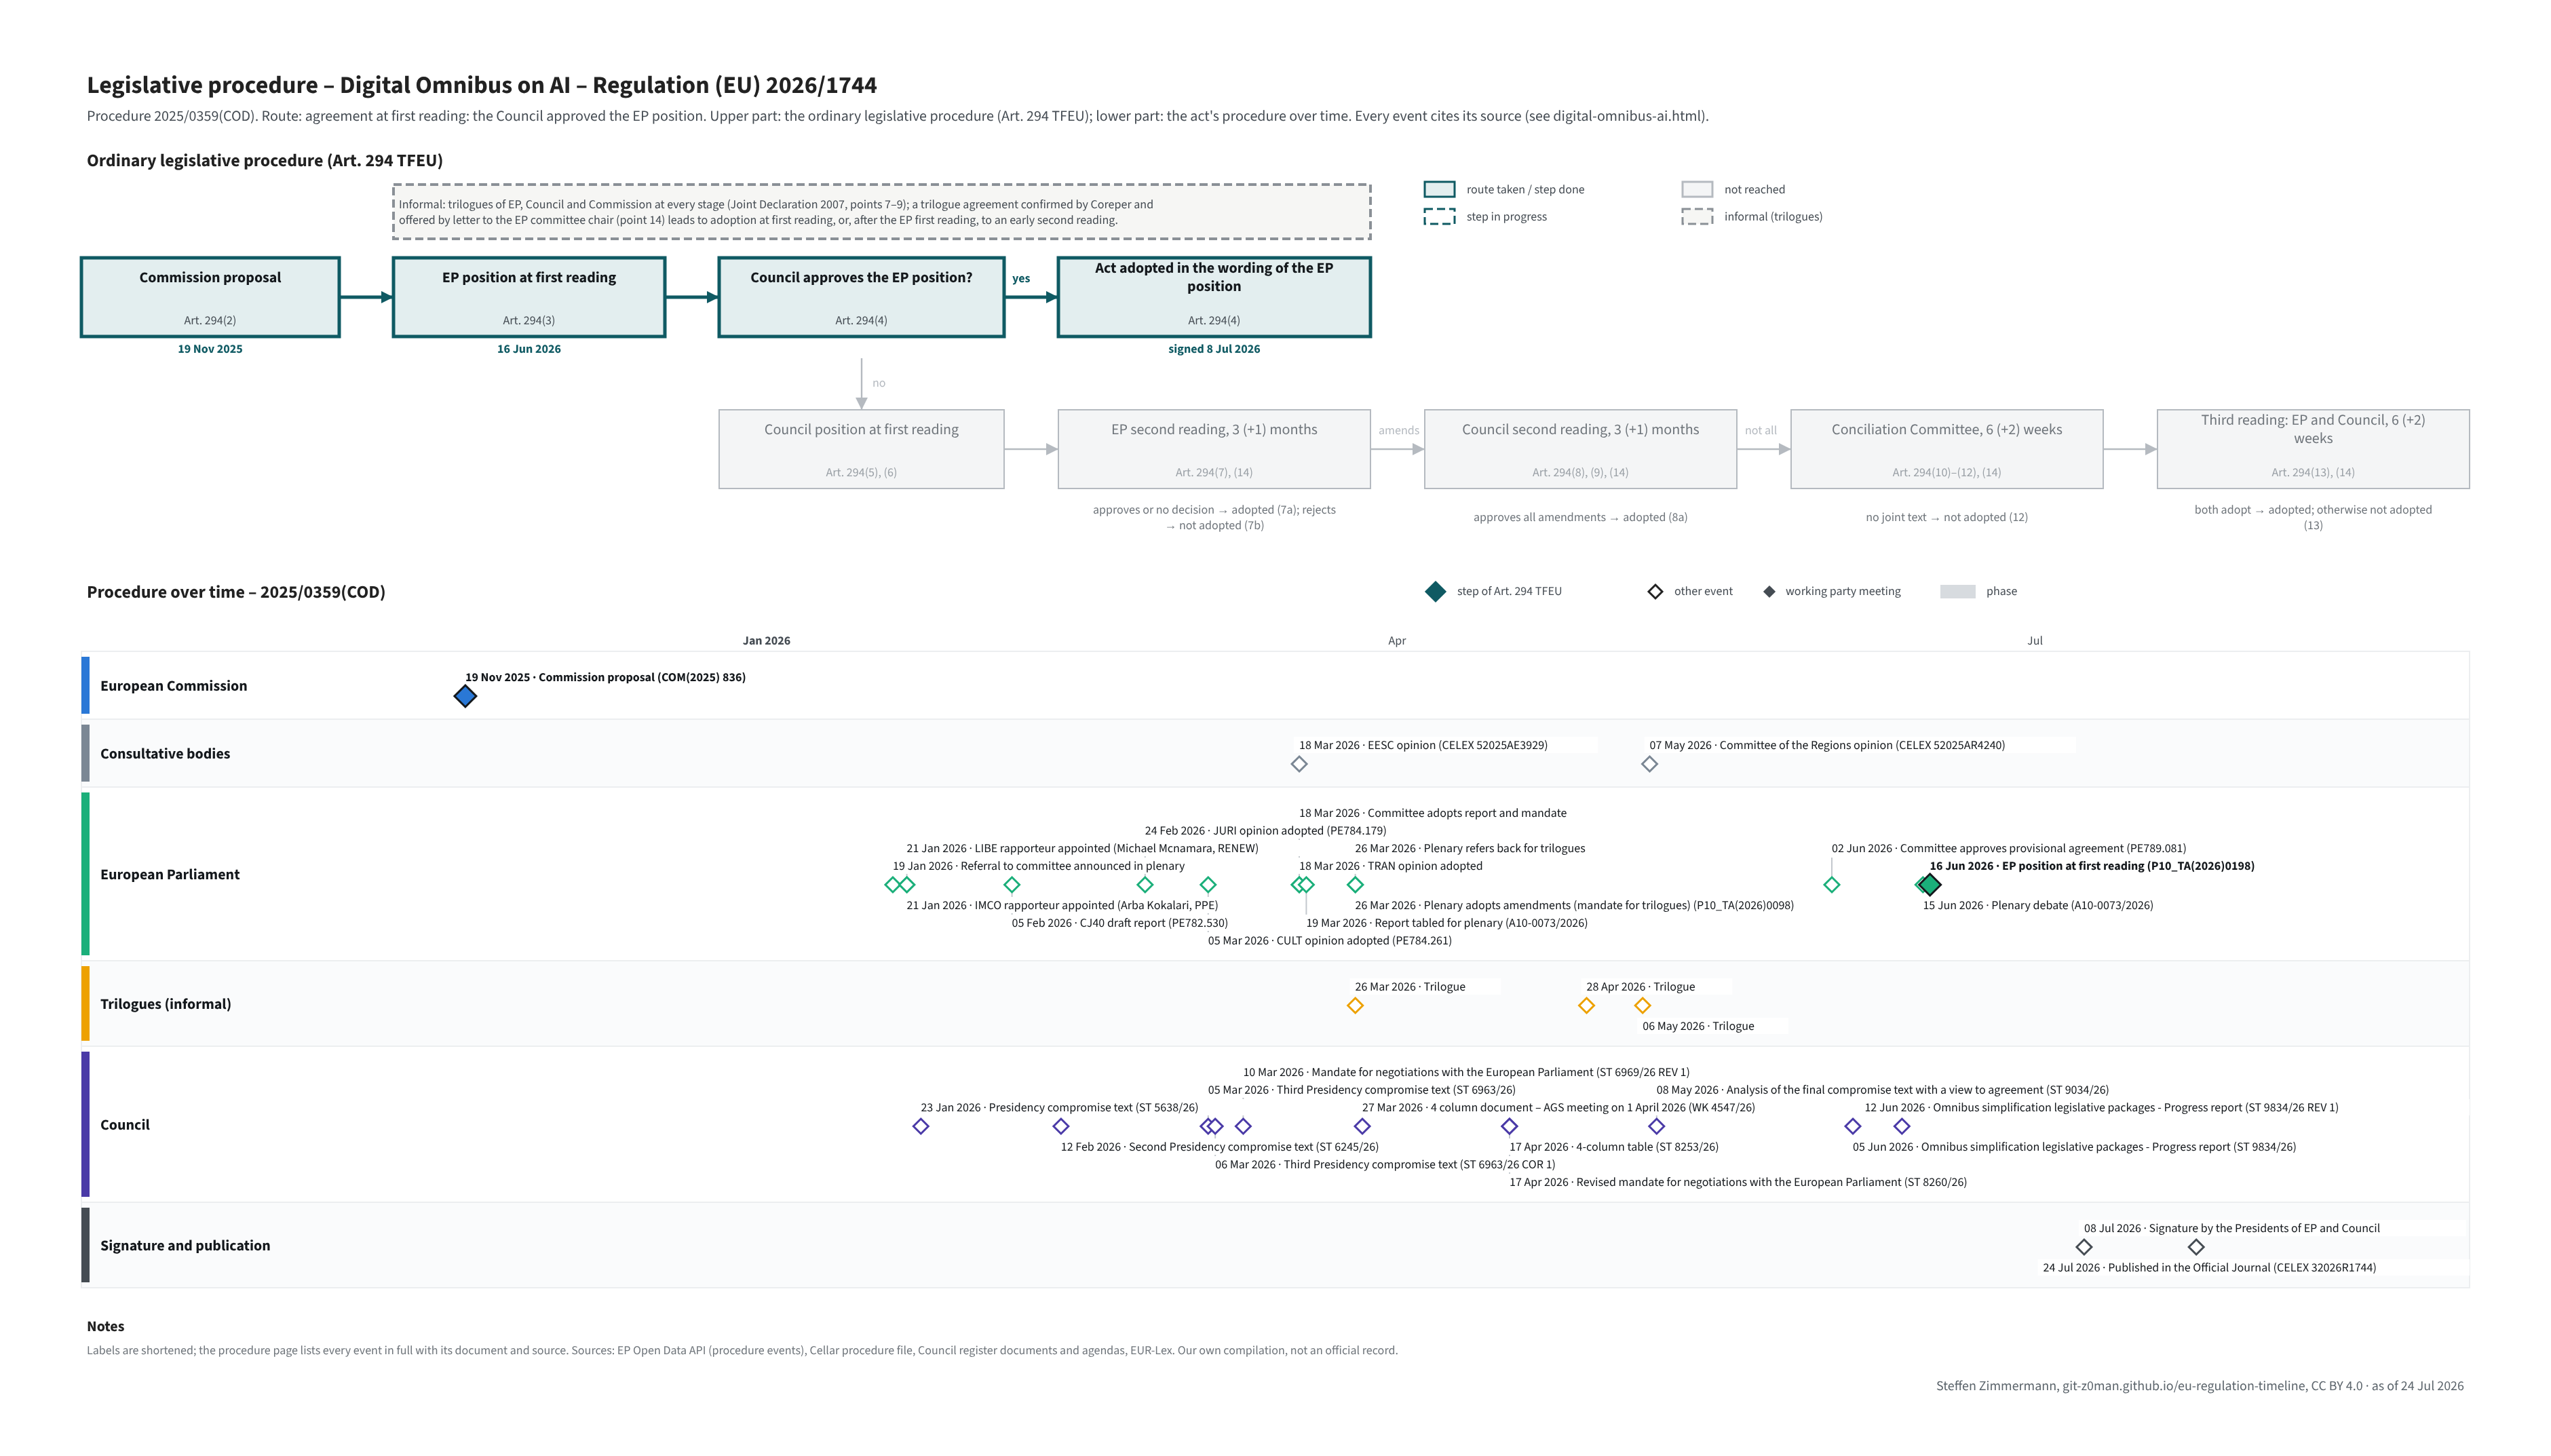 Legislative procedure – Digital Omnibus on AI – Regulation (EU) 2026/1744
Procedure 2025/0359(COD). Route: agreement at first reading: the Council approved the EP position. Upper part: the ordinary legislative procedure (Art. 294 TFEU); lower part: the act's procedure over time. Every event cites its source (see digital-omnibus-ai.html).
Ordinary legislative procedure (Art. 294 TFEU)
Informal: trilogues of EP, Council and Commission at every stage (Joint Declaration 2007, points 7–9); a trilogue agreement confirmed by Coreper and
offered by letter to the EP committee chair (point 14) leads to adoption at first reading, or, after the EP first reading, to an early second reading.
route taken / step done
not reached
step in progress
informal (trilogues)
Commission proposal
Art. 294(2)
19 Nov 2025
EP position at first reading
Art. 294(3)
16 Jun 2026
Council approves the EP position?
Art. 294(4)
yes
Act adopted in the wording of the EP
position
Art. 294(4)
signed 8 Jul 2026
no
Council position at first reading
Art. 294(5), (6)
EP second reading, 3 (+1) months
Art. 294(7), (14)
approves or no decision → adopted (7a); rejects
→ not adopted (7b)
amends
Council second reading, 3 (+1) months
Art. 294(8), (9), (14)
approves all amendments → adopted (8a)
not all
Conciliation Committee, 6 (+2) weeks
Art. 294(10)–(12), (14)
no joint text → not adopted (12)
Third reading: EP and Council, 6 (+2)
weeks
Art. 294(13), (14)
both adopt → adopted; otherwise not adopted
(13)
Procedure over time – 2025/0359(COD)
step of Art. 294 TFEU
other event
working party meeting
phase
Jan 2026
Apr
Jul
European Commission
19 Nov 2025 · Commission proposal (COM(2025) 836)
Consultative bodies
18 Mar 2026 · EESC opinion (CELEX 52025AE3929)
07 May 2026 · Committee of the Regions opinion (CELEX 52025AR4240)
European Parliament
18 Mar 2026 · Committee adopts report and mandate
24 Feb 2026 · JURI opinion adopted (PE784.179)
21 Jan 2026 · LIBE rapporteur appointed (Michael Mcnamara, RENEW)
26 Mar 2026 · Plenary refers back for trilogues
02 Jun 2026 · Committee approves provisional agreement (PE789.081)
19 Jan 2026 · Referral to committee announced in plenary
18 Mar 2026 · TRAN opinion adopted
16 Jun 2026 · EP position at first reading (P10_TA(2026)0198)
21 Jan 2026 · IMCO rapporteur appointed (Arba Kokalari, PPE)
26 Mar 2026 · Plenary adopts amendments (mandate for trilogues) (P10_TA(2026)0098)
15 Jun 2026 · Plenary debate (A10-0073/2026)
05 Feb 2026 · CJ40 draft report (PE782.530)
19 Mar 2026 · Report tabled for plenary (A10-0073/2026)
05 Mar 2026 · CULT opinion adopted (PE784.261)
Trilogues (informal)
26 Mar 2026 · Trilogue
28 Apr 2026 · Trilogue
06 May 2026 · Trilogue
Council
10 Mar 2026 · Mandate for negotiations with the European Parliament (ST 6969/26 REV 1)
05 Mar 2026 · Third Presidency compromise text (ST 6963/26)
08 May 2026 · Analysis of the final compromise text with a view to agreement (ST 9034/26)
23 Jan 2026 · Presidency compromise text (ST 5638/26)
27 Mar 2026 · 4 column document – AGS meeting on 1 April 2026 (WK 4547/26)
12 Jun 2026 · Omnibus simplification legislative packages - Progress report (ST 9834/26 REV 1)
12 Feb 2026 · Second Presidency compromise text (ST 6245/26)
17 Apr 2026 · 4-column table (ST 8253/26)
05 Jun 2026 · Omnibus simplification legislative packages - Progress report (ST 9834/26)
06 Mar 2026 · Third Presidency compromise text (ST 6963/26 COR 1)
17 Apr 2026 · Revised mandate for negotiations with the European Parliament (ST 8260/26)
Signature and publication
08 Jul 2026 · Signature by the Presidents of EP and Council
24 Jul 2026 · Published in the Official Journal (CELEX 32026R1744)
Notes
Labels are shortened; the procedure page lists every event in full with its document and source. Sources: EP Open Data API (procedure events), Cellar procedure file, Council register documents and agendas, EUR-Lex. Our own compilation, not an official record.
Steffen Zimmermann, git-z0man.github.io/eu-regulation-timeline, CC BY 4.0 · as of 24 Jul 2026